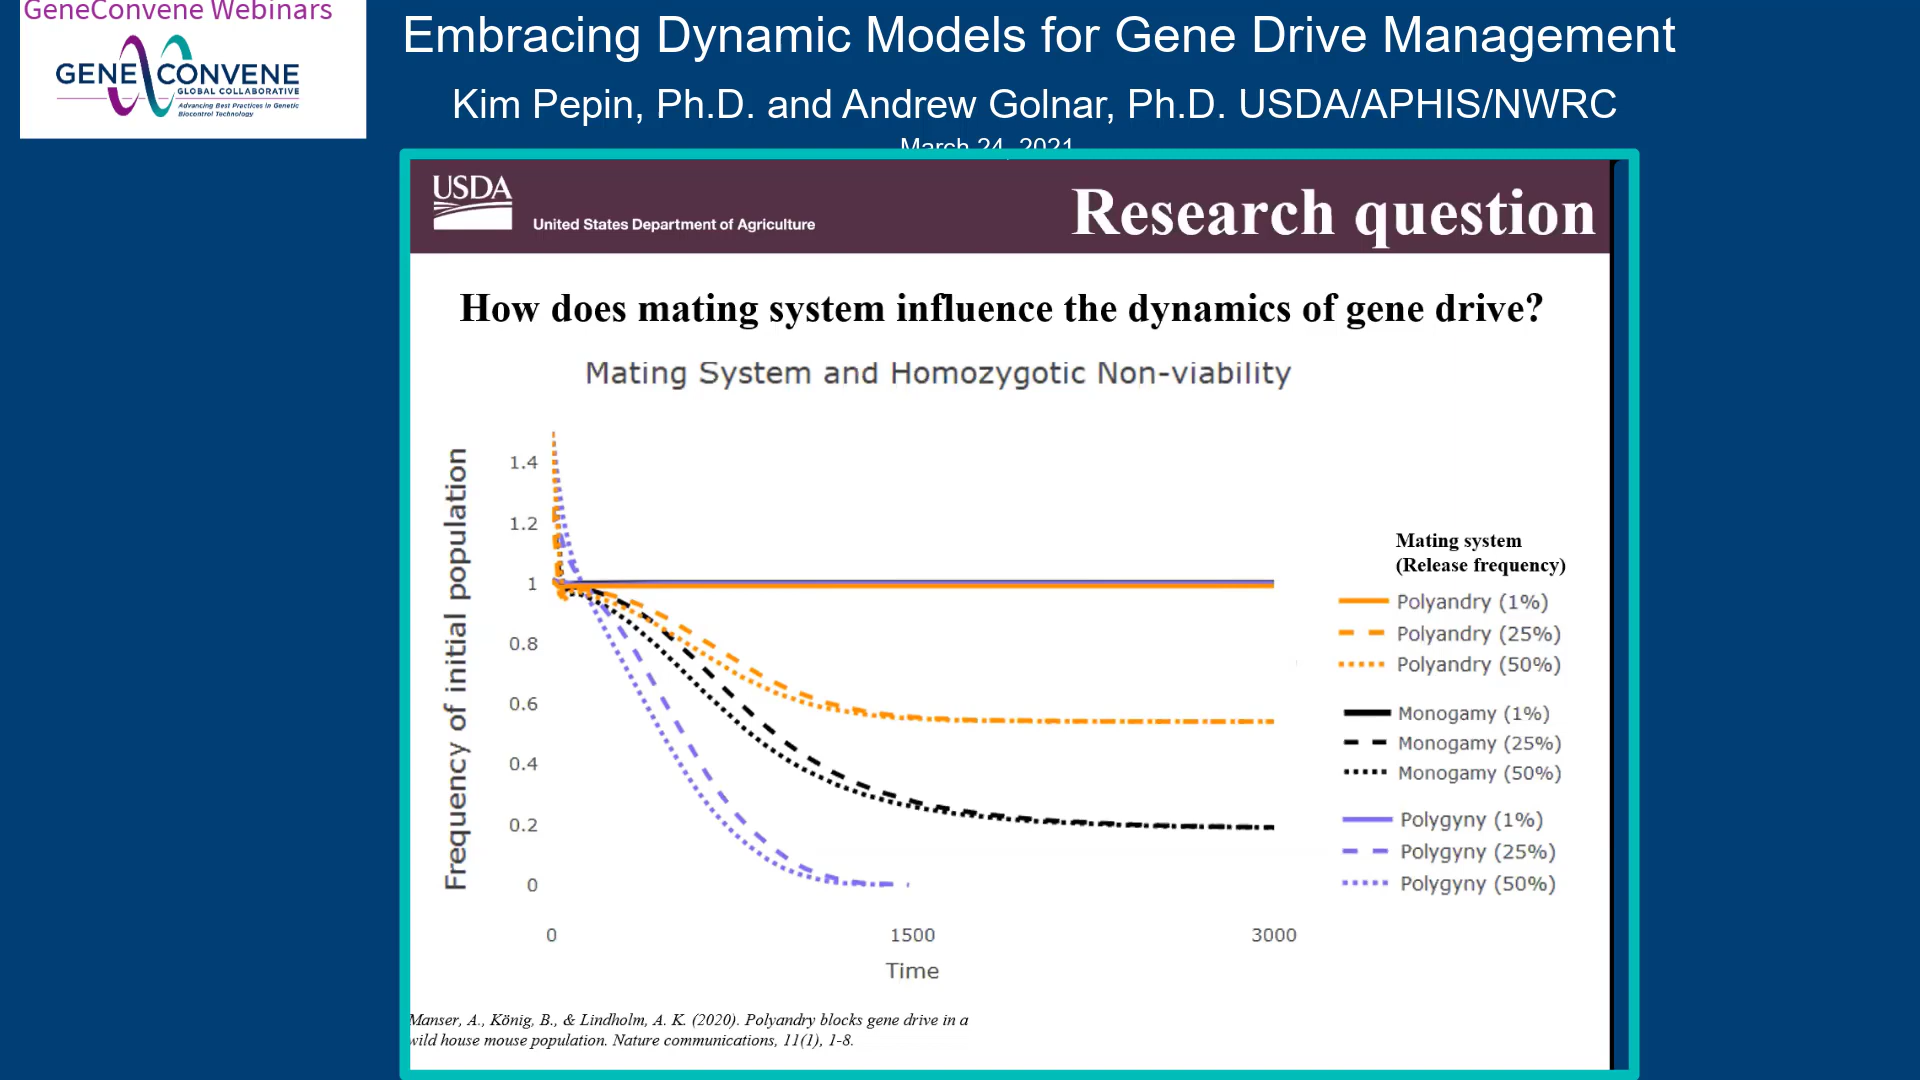 GeneConvene Webinars
GENE CONVENE
GLOBAL COLLABORATIVE
Advancing Best Practices in Genetic
Biocontrol Technology
Embracing Dynamic Models for Gene Drive Management
Kim Pepin, Ph.D. and Andrew Golnar, Ph.D. USDA/APHIS/NWRC
March 24, 2021
USDA
United States Department of Agriculture
Research question
How does mating system influence the dynamics of gene drive?
Mating System and Homozygotic Non-viability
Frequency of initial population
1.4
1.2
1
0.8
0.6
0.4
0.2
0
0
1500
3000
Time
Mating system
(Release frequency)
Polyandry (1%)
Polyandry (25%)
Polyandry (50%)
Monogamy (1%)
Monogamy (25%)
Monogamy (50%)
Polygyny (1%)
Polygyny (25%)
Polygyny (50%)
Manser, A., König, B., & Lindholm, A. K. (2020). Polyandry blocks gene drive in a
wild house mouse population. Nature communications, 11(1), 1-8.